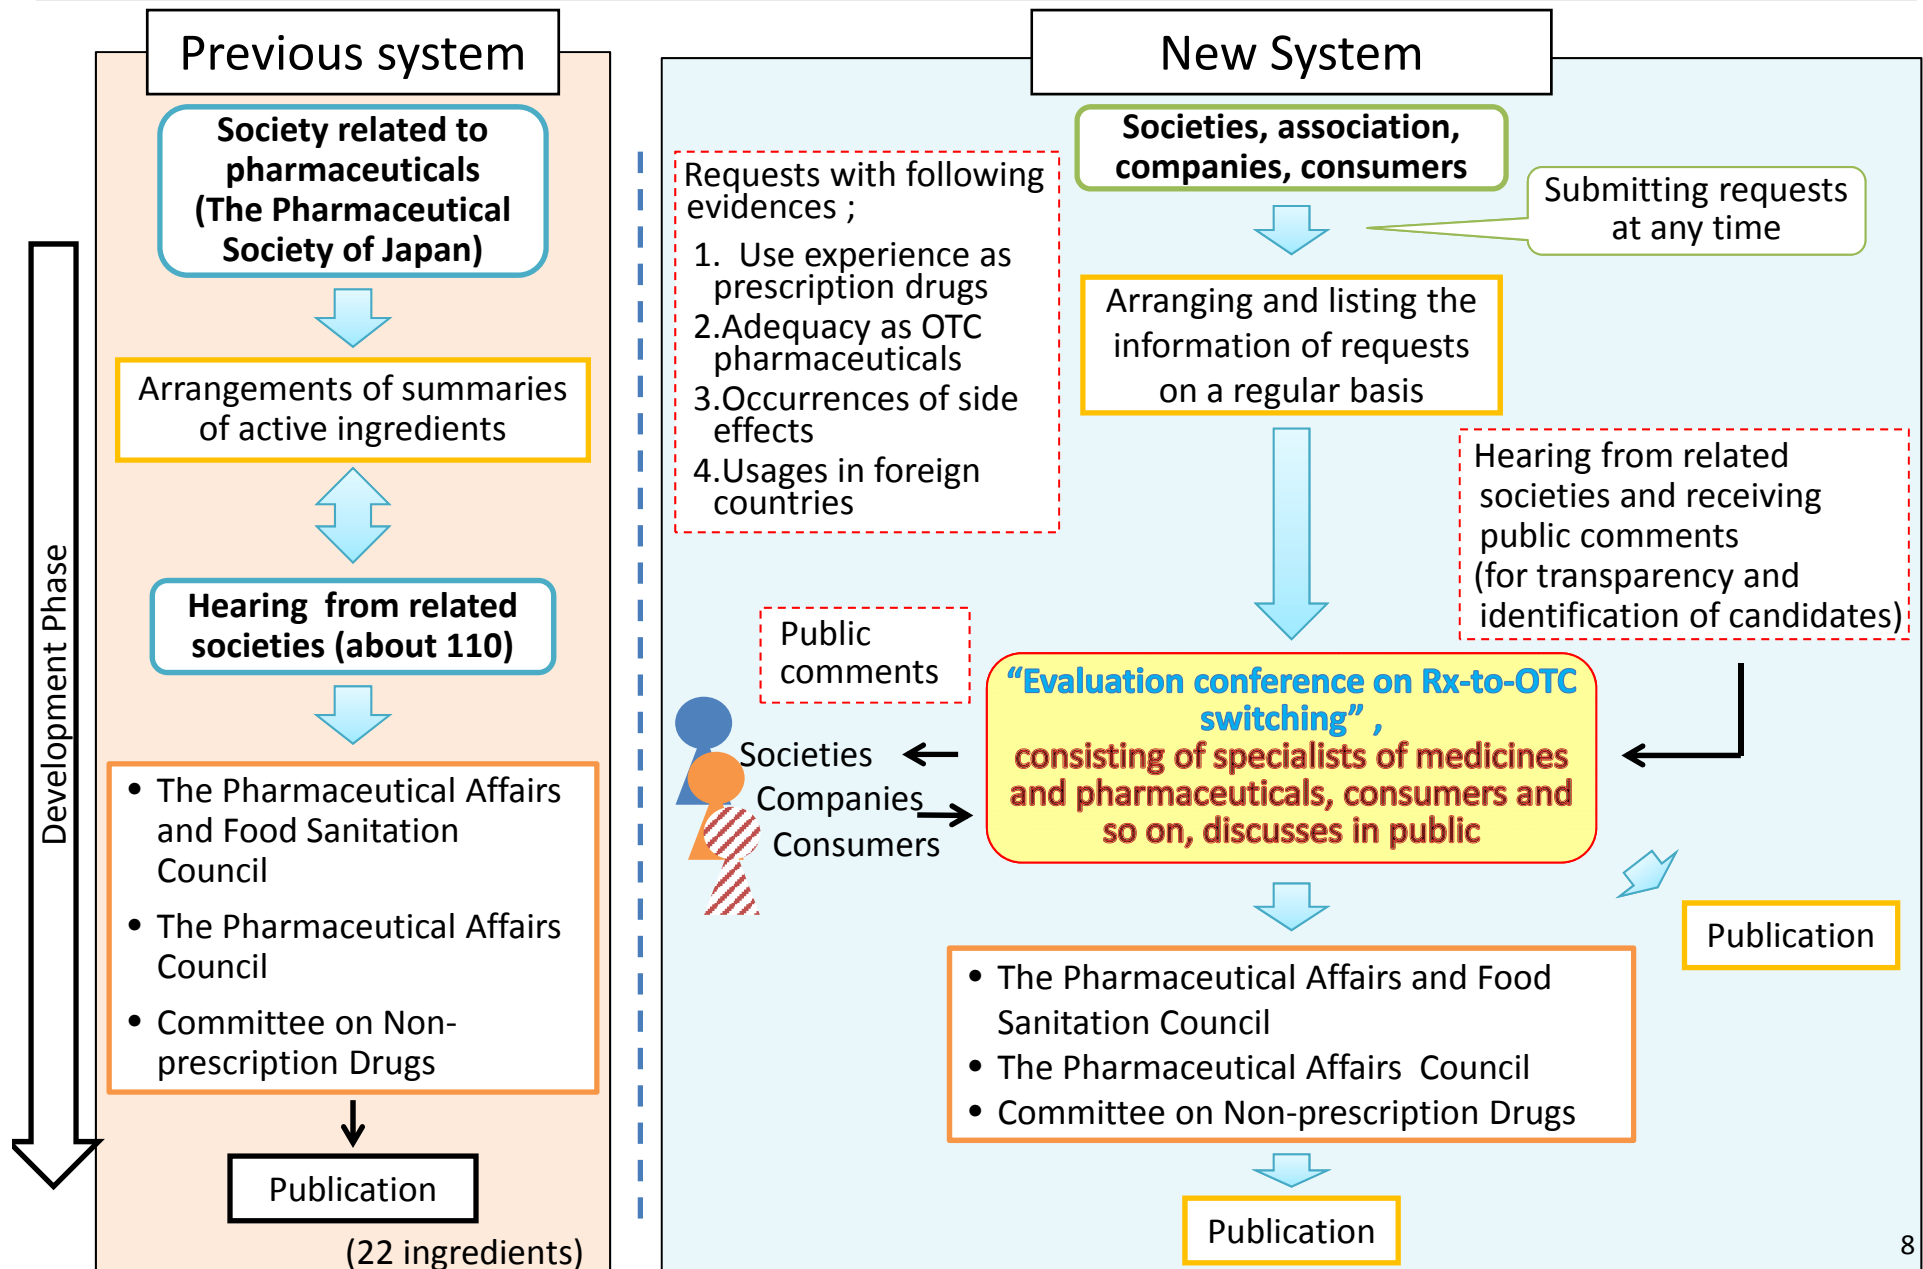 Previous system
Society related to
pharmaceuticals
(The Pharmaceutical
Society of Japan)
Arrangements of summaries
of active ingredients
Hearing  from related
societies (about 110)
• The Pharmaceutical Affairs
and Food Sanitation
Council
• The Pharmaceutical Affairs
Council
• Committee on Non-
prescription Drugs
Publication
(22 ingredients)
Development Phase
New System
Societies, association,
companies, consumers
Submitting requests
at any time
Requests with following
evidences ;
1.  Use experience as
prescription drugs
2.Adequacy as OTC
pharmaceuticals
3.Occurrences of side
effects
4.Usages in foreign
countries
Arranging and listing the
information of requests
on a regular basis
Hearing from related
societies and receiving
public comments
(for transparency and
identification of candidates)
Public
comments
Societies
Companies
Consumers
“Evaluation conference on Rx-to-OTC
switching” ,
consisting of specialists of medicines
and pharmaceuticals, consumers and
so on, discusses in public
Publication
• The Pharmaceutical Affairs and Food
Sanitation Council
• The Pharmaceutical Affairs  Council
• Committee on Non-prescription Drugs
Publication
8